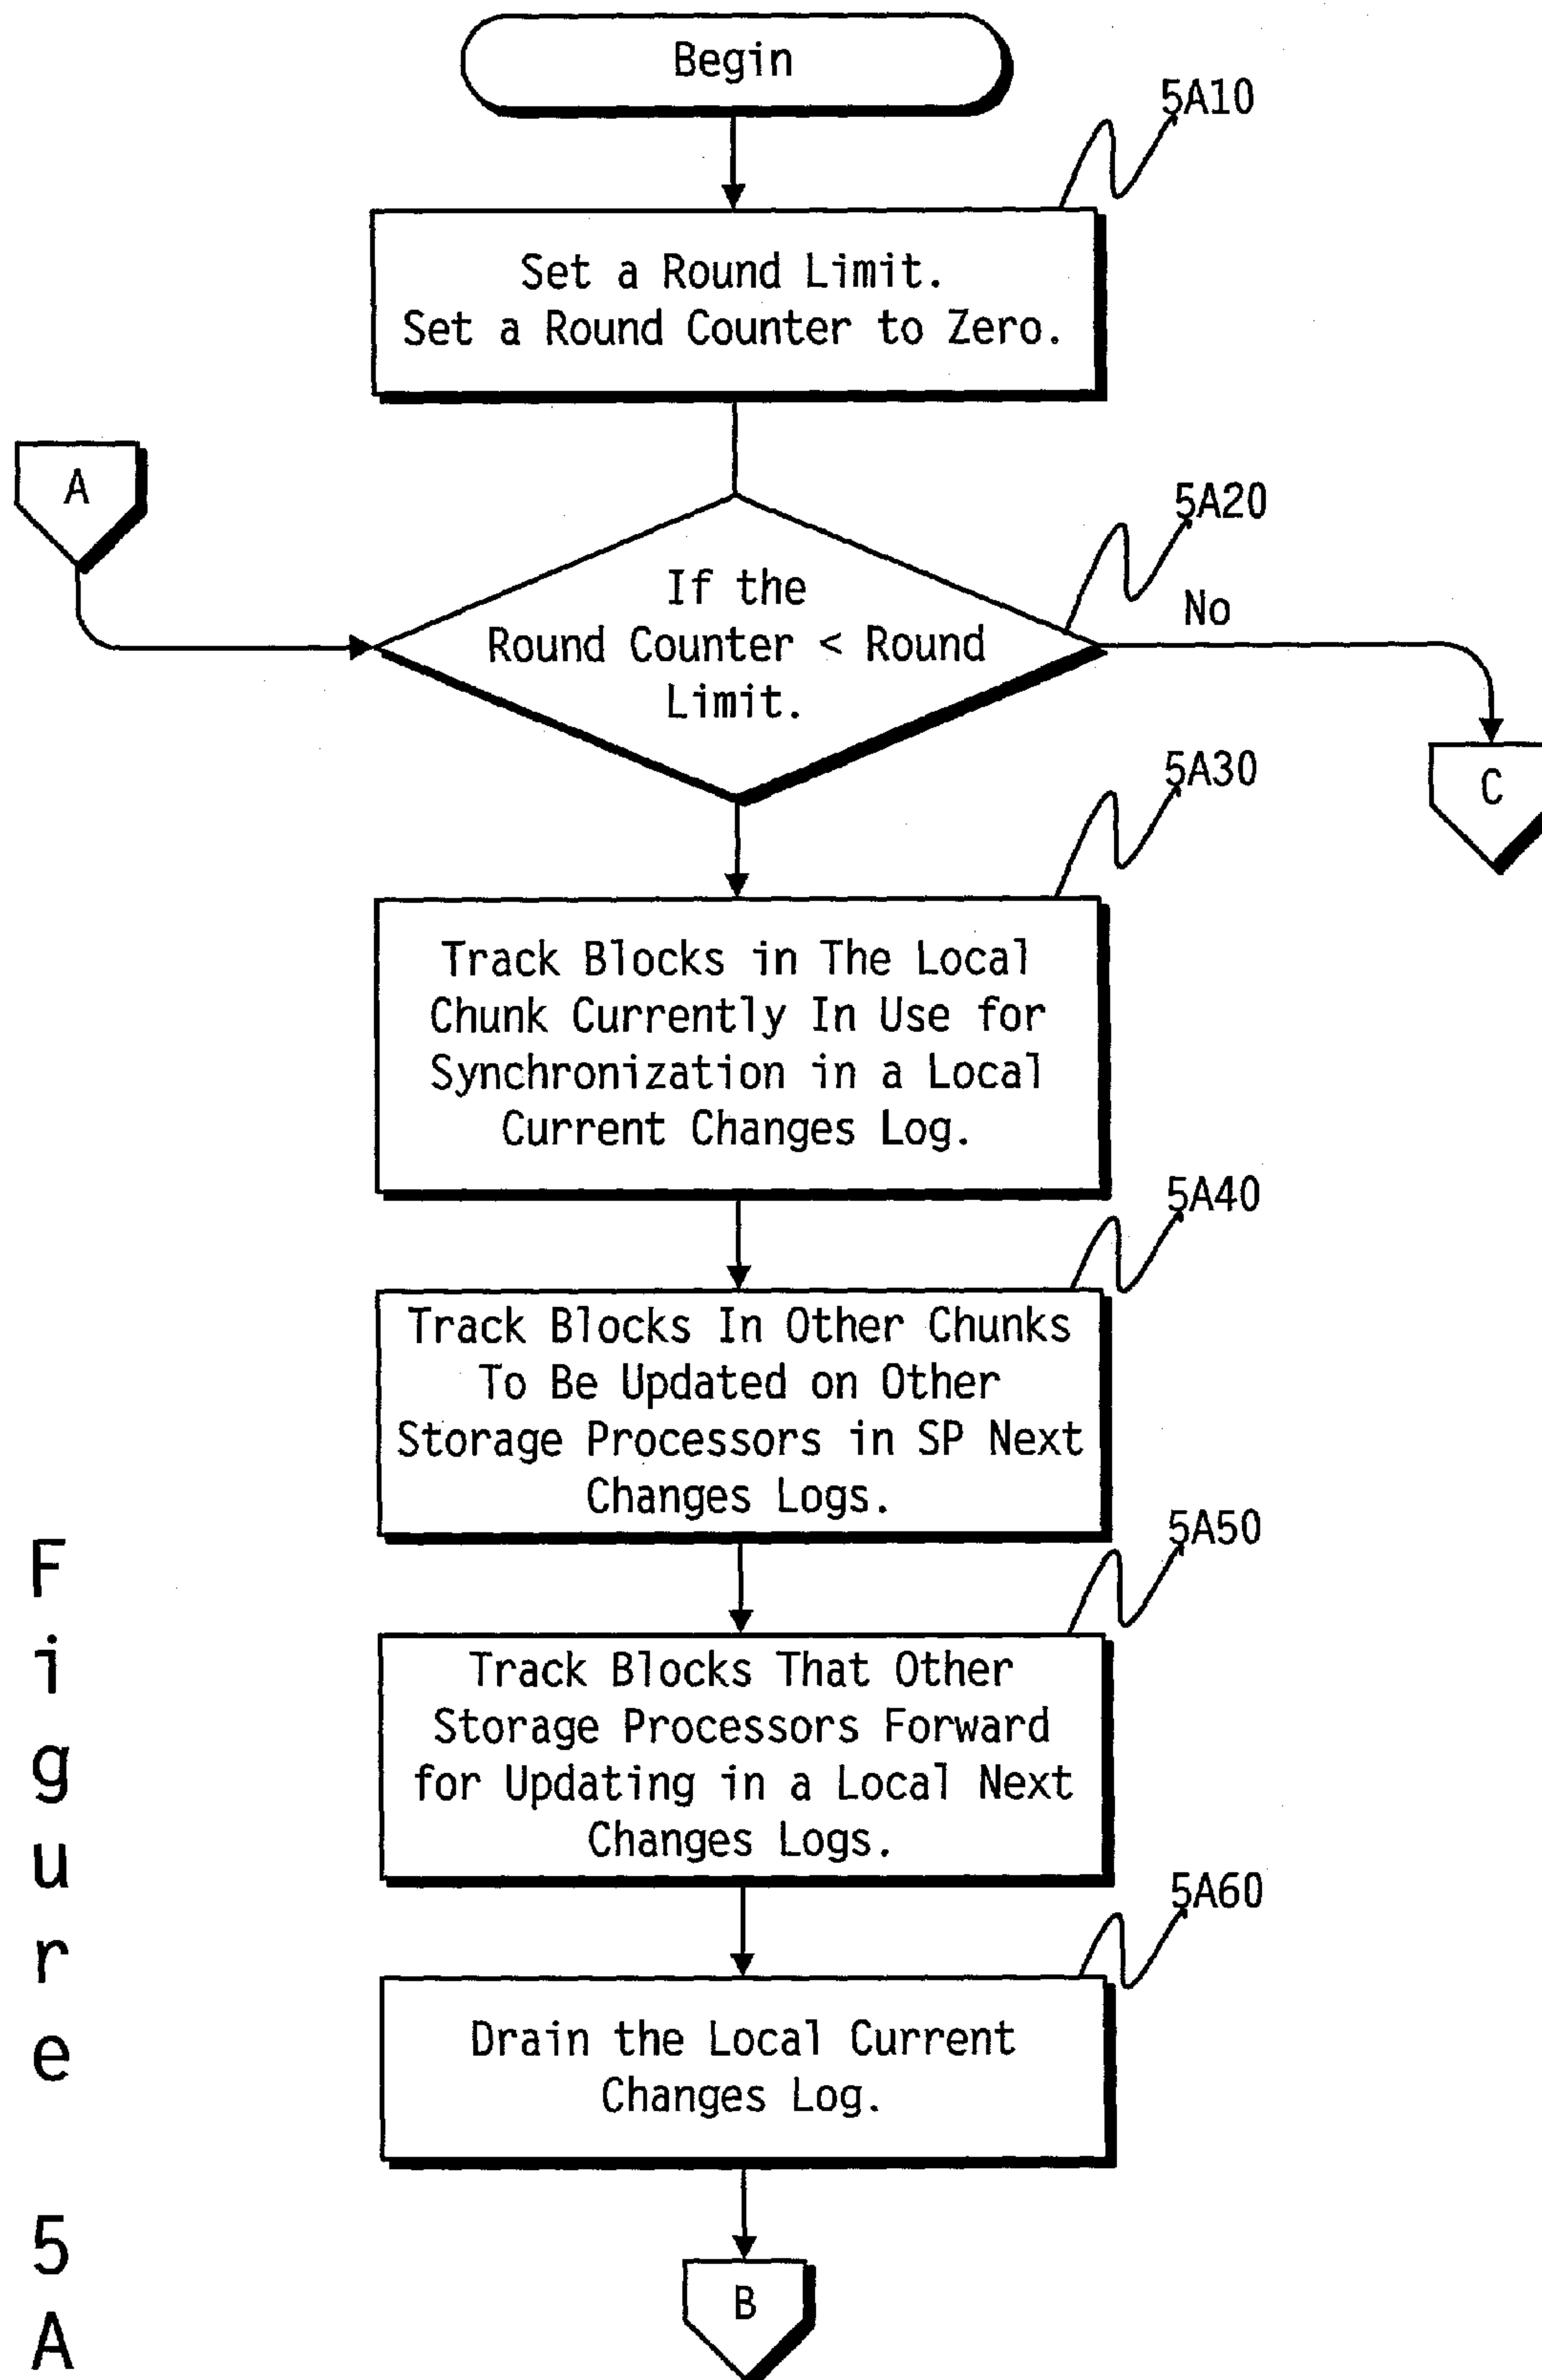 Begin
5A10
Set a Round Limit.
Set a Round Counter to Zero.
A
5A20
If the
Round Counter < Round
Limit.
No
C
5A30
Track Blocks in The Local
Chunk Currently In Use for
Synchronization in a Local
Current Changes Log.
5A40
Track Blocks In Other Chunks
To Be Updated on Other
Storage Processors in SP Next
Changes Logs.
5A50
Track Blocks That Other
Storage Processors Forward
for Updating in a Local Next
Changes Logs.
5A60
Drain the Local Current
Changes Log.
B
Figure 5A